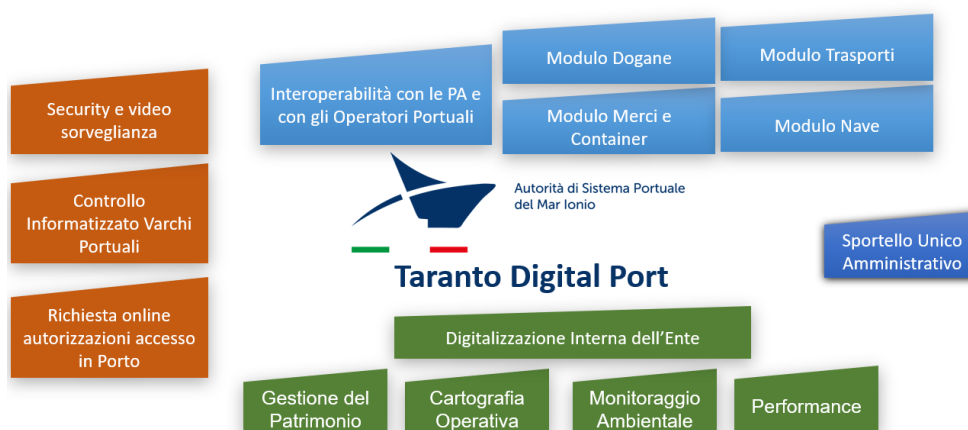 Security e video
sorveglianza
Controllo
Informatizzato Varchi
Portuali
Richiesta online
autorizzazioni accesso
in Porto
Interoperabilità con le PA e
con gli Operatori Portuali
Modulo Dogane
Modulo Trasporti
Modulo Merci e
Container
Modulo Nave
Autorità di Sistema Portuale
del Mar Ionio
Taranto Digital Port
Sportello Unico
Amministrativo
Digitalizzazione Interna dell’Ente
Gestione del
Patrimonio
Cartografia
Operativa
Monitoraggio
Ambientale
Performance